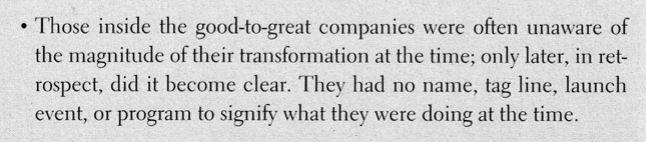 • Those inside the good-to-great companies were often unaware of
the magnitude of their transformation at the time; only later, in ret-
rospect, did it become clear. They had no name, tag line, launch
event, or program to signify what they were doing at the time.